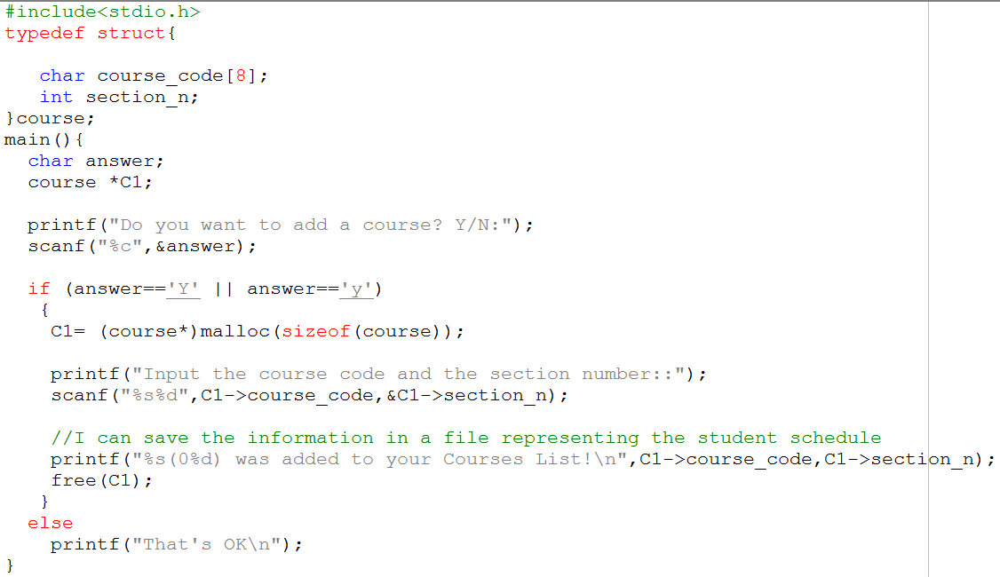 #include<stdio.h>
typedef struct{
char course_code[8];
int section_n;
}course;
main(){
char answer;
course *C1;
printf("Do you want to add a course? Y/N:");
scanf("%c",&answer);
if (answer=='Y' || answer=='y')
{
C1= (course*)malloc(sizeof(course));
printf("Input the course code and the section number::");
scanf("%s%d",C1->course_code,&C1->section_n);
//I can save the information in a file representing the student schedule
printf("%s(0%d) was added to your Courses List!\n",C1->course_code,C1->section_n);
free(C1);
}
else
printf("That's OK\n");
}